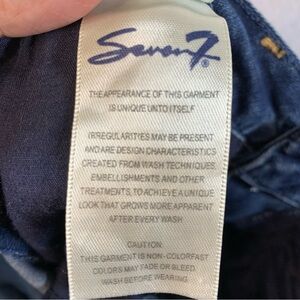 Seven7®
THE APPEARANCE OF THIS GARMENT
IS UNIQUE UNTO ITSELF
IRREGULARITYES MAY BE PRESENT
AND ARE DESIGN CHARACTERISTICS
CREATED FROM WASH TECHNIQUES,
EMBELLISHMENTS AND OTHER
TREATMENTS, TO ACHIEVE A UNIQUE
LOOK THAT GROWS MORE APPARENT
AFTER EVERY WASH.
CAUTION:
THIS GARMENT IS NON-COLORFAST
COLORS MAY FADE OR BLEED.
WASH BEFORE WEARING.